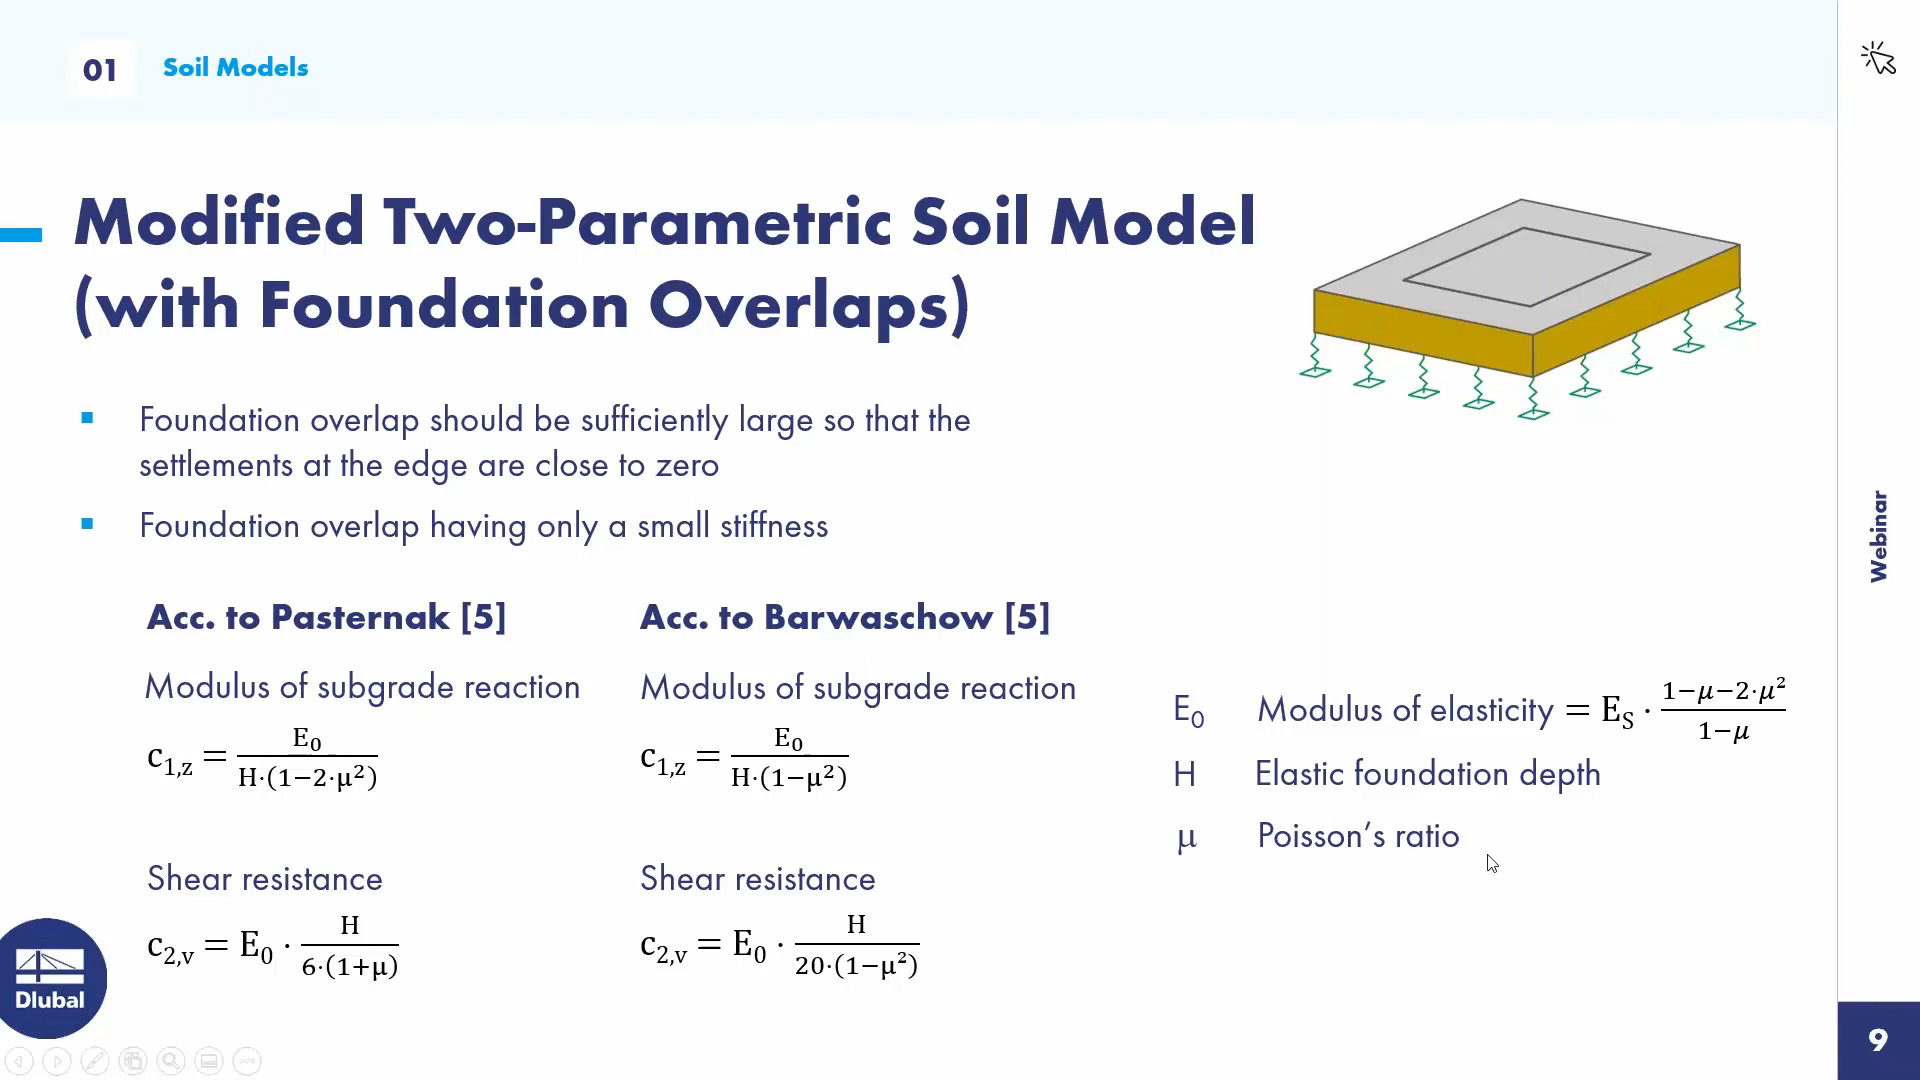 01 Soil Models
Modified Two-Parametric Soil Model
(with Foundation Overlaps)
▪ Foundation overlap should be sufficiently large so that the
settlements at the edge are close to zero
▪ Foundation overlap having only a small stiffness
Acc. to Pasternak [5]
Modulus of subgrade reaction
c₁,z = E₀ / H·(1−2·μ²)
Shear resistance
c₂,v = E₀ · H / 6·(1+μ)
Acc. to Barwaschow [5]
Modulus of subgrade reaction
c₁,z = E₀ / H·(1−μ²)
Shear resistance
c₂,v = E₀ · H / 20·(1−μ²)
E₀ Modulus of elasticity = E_S · 1−μ−2·μ² / 1−μ
H Elastic foundation depth
μ Poisson’s ratio
Dlubal
Webinar
9